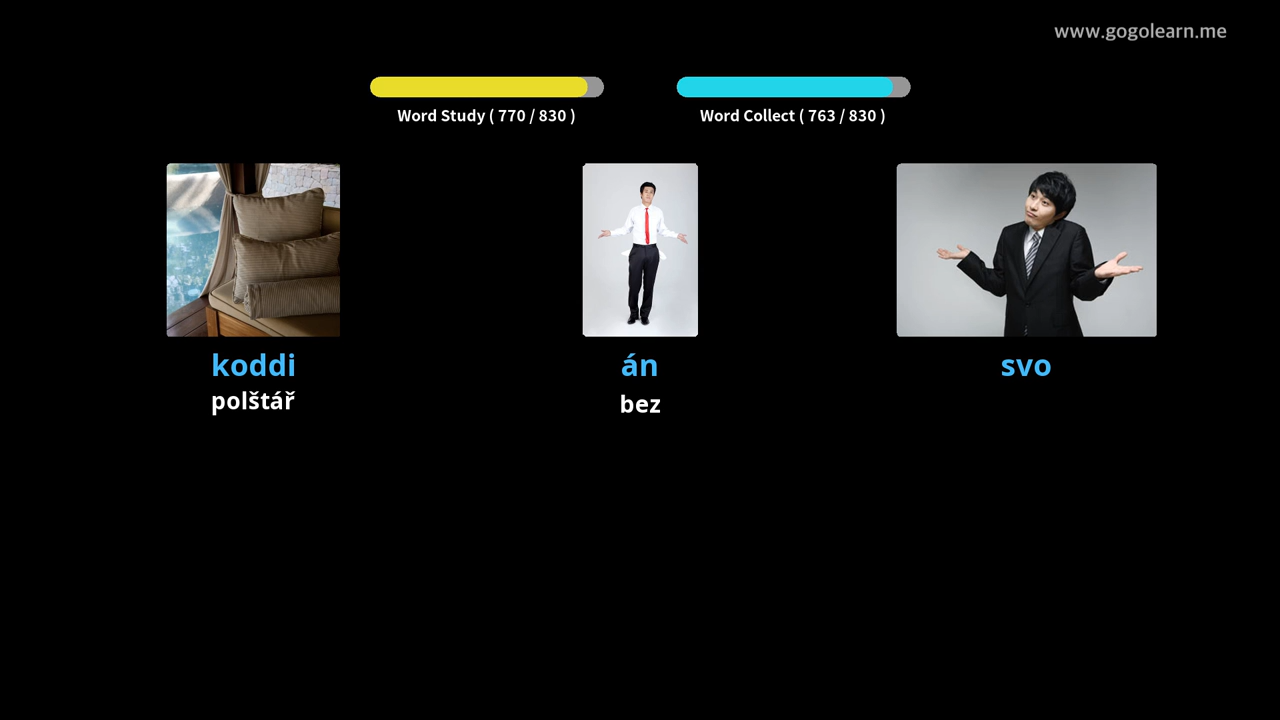 www.gogolearn.me
Word Study ( 770 / 830 )
Word Collect ( 763 / 830 )
koddi
polštář
án
bez
svo